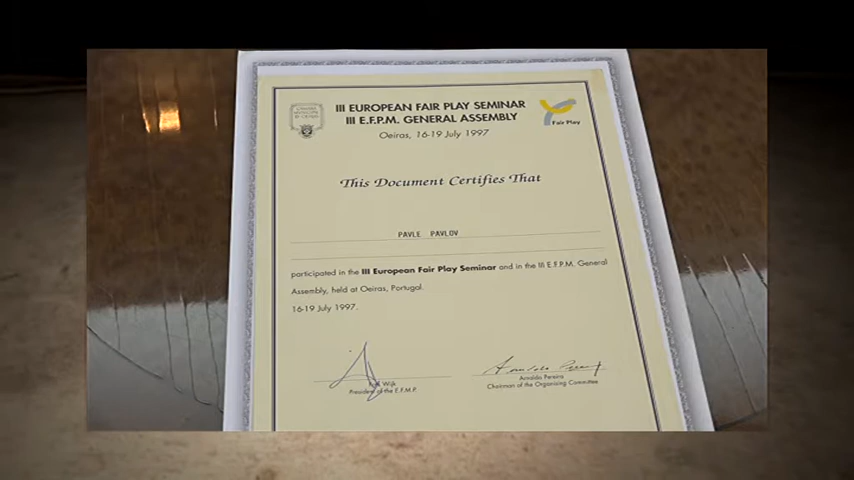 III EUROPEAN FAIR PLAY SEMINAR
III E.F.P.M. GENERAL ASSEMBLY
Oeiras, 16-19 July 1997
Fair Play
This Document Certifies That
PAVLE PAVLOV
participated in the III European Fair Play Seminar and in the III E.F.P.M. General
Assembly, held at Oeiras, Portugal.
16-19 July 1997.
Wijk
President of the E.F.M.P.
Arnaldo Pereira
Chairman of the Organising Committee